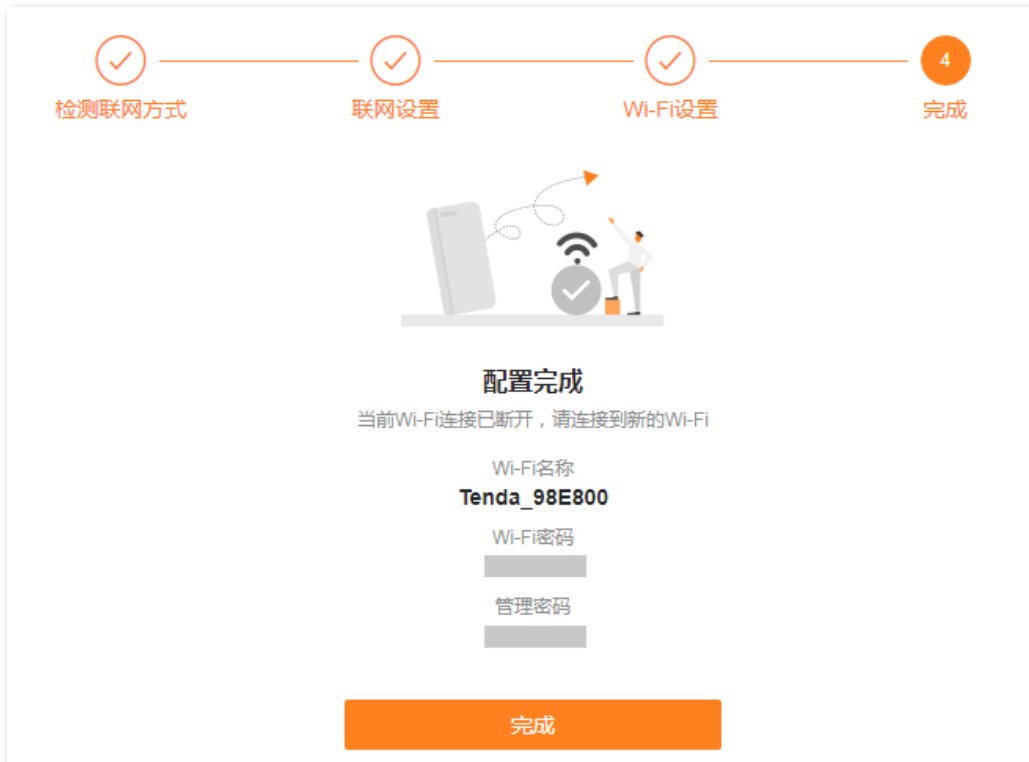 4
检测联网方式
联网设置
Wi-Fi设置
完成
配置完成
当前Wi-Fi连接已断开，请连接到新的Wi-Fi
Wi-Fi名称
Tenda_98E800
Wi-Fi密码
管理密码
完成